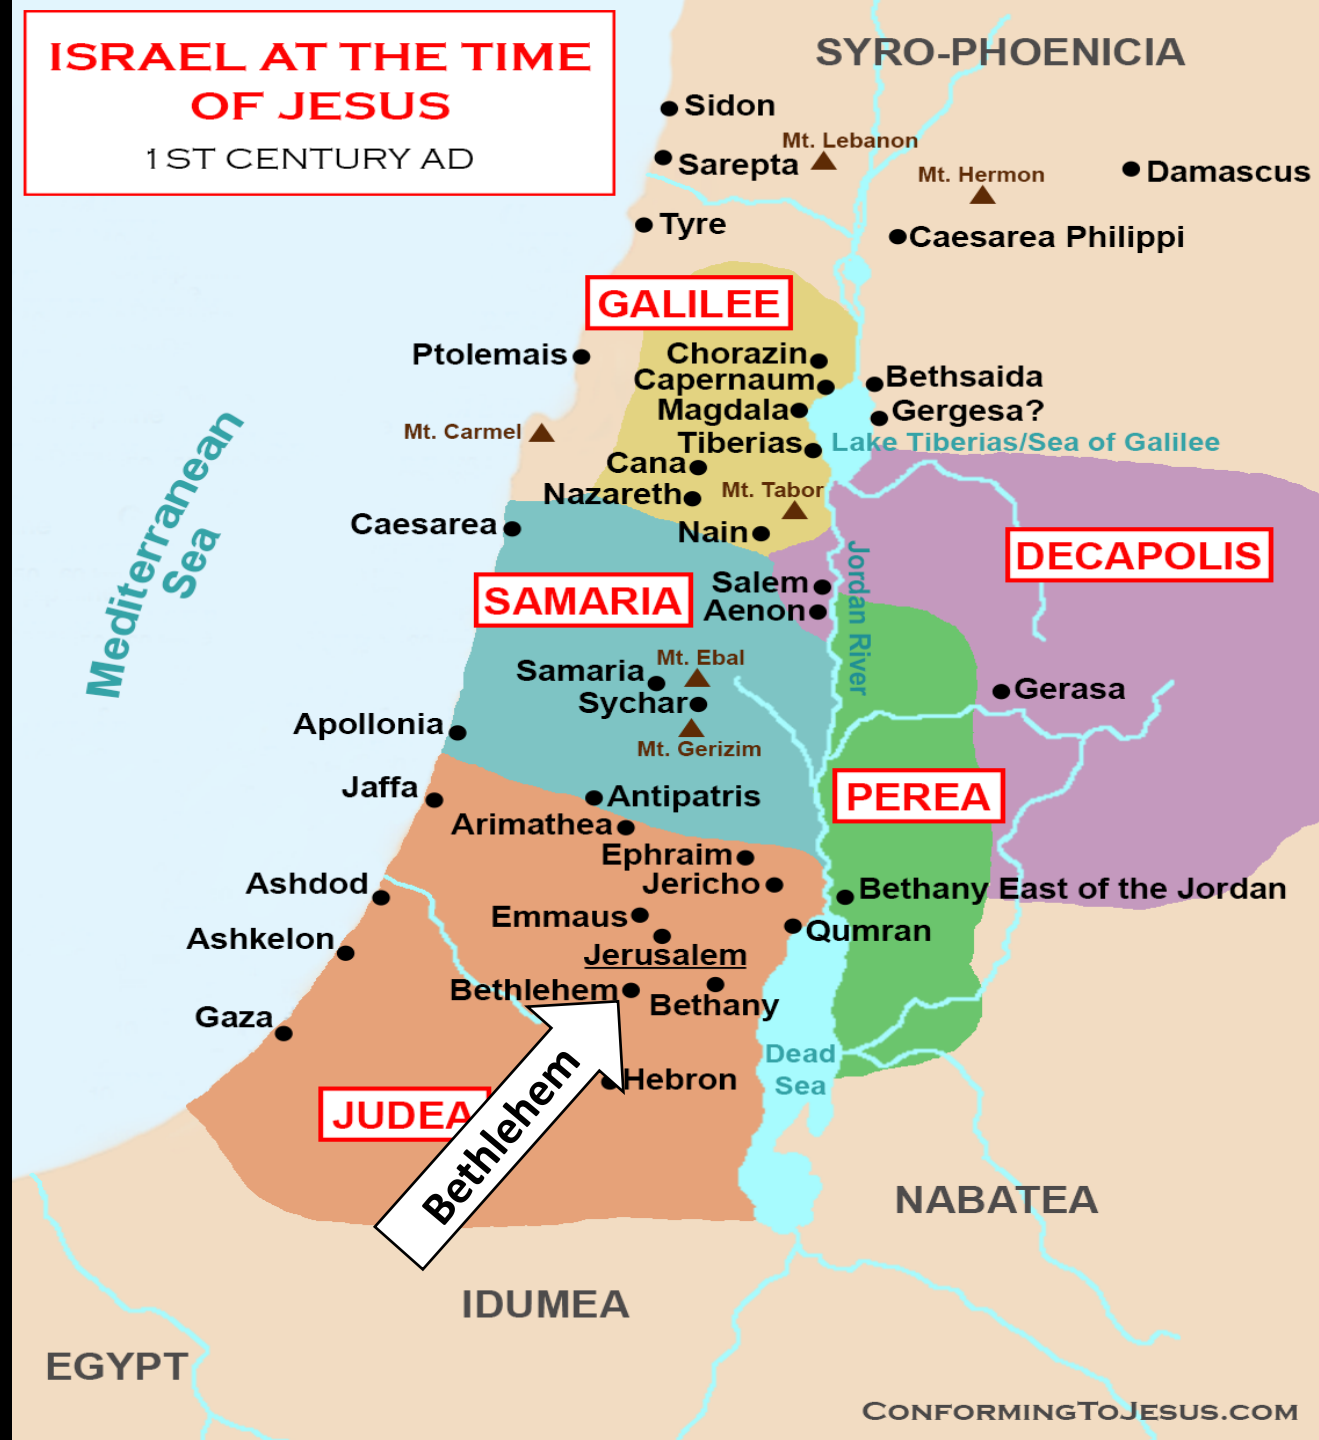 ISRAEL AT THE TIME
OF JESUS
1ST CENTURY AD
SYRO-PHOENICIA
Sidon
Mt. Lebanon
Sarepta
Mt. Hermon
Damascus
Tyre
Caesarea Philippi
GALILEE
Ptolemais
Chorazin
Capernaum
Bethsaida
Magdala
Gergesa?
Mt. Carmel
Tiberias
Lake Tiberias/Sea of Galilee
Cana
Nazareth
Mt. Tabor
Mediterranean
Sea
Caesarea
Nain
DECAPOLIS
Jordan River
Salem
SAMARIA
Aenon
Mt. Ebal
Samaria
Sychar
Gerasa
Apollonia
Mt. Gerizim
Jaffa
Antipatris
PEREA
Arimathea
Ephraim
Jericho
Ashdod
Bethany East of the Jordan
Emmaus
Qumran
Ashkelon
Jerusalem
Bethlehem
Bethany
Gaza
Dead
Sea
Hebron
JUDEA
Bethlehem
NABATEA
IDUMEA
EGYPT
CONFORMINGTOJESUS.COM